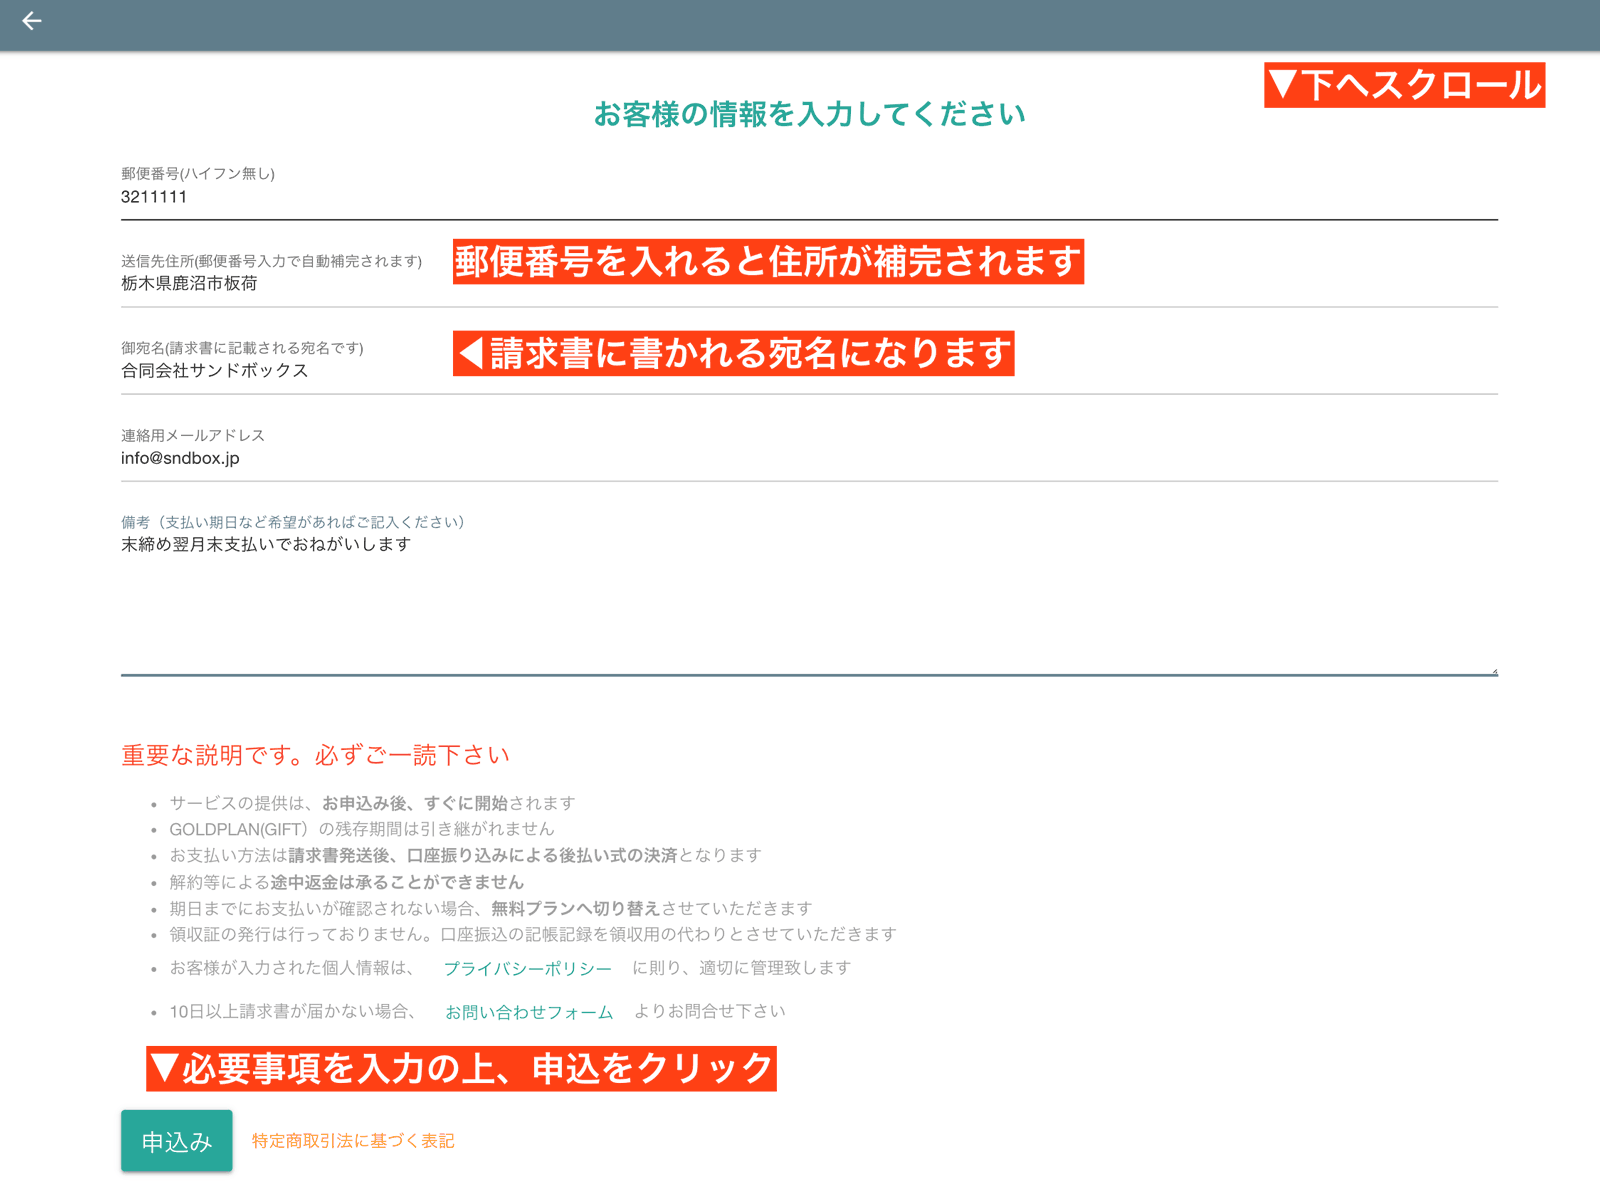 ▼下へスクロール
お客様の情報を入力してください
郵便番号(ハイフン無し)
3211111
送信先住所(郵便番号入力で自動補完されます)
郵便番号を入れると住所が補完されます
栃木県鹿沼市板荷
御宛名(請求書に記載される宛名です)
◀請求書に書かれる宛名になります
合同会社サンドボックス
連絡用メールアドレス
info@sndbox.jp
備考（支払い期日など希望があればご記入ください）
末締め翌月末支払いでおねがいします
重要な説明です。必ずご一読下さい
• サービスの提供は、お申込み後、すぐに開始されます
• GOLDPLAN(GIFT）の残存期間は引き継がれません
• お支払い方法は請求書発送後、口座振り込みによる後払い式の決済となります
• 解約等による途中返金は承ることができません
• 期日までにお支払いが確認されない場合、無料プランへ切り替えさせていただきます
• 領収証の発行は行っておりません。口座振込の記帳記録を領収用の代わりとさせていただきます
• お客様が入力された個人情報は、 プライバシーポリシー に則り、適切に管理致します
• 10日以上請求書が届かない場合、 お問い合わせフォーム よりお問合せ下さい
▼必要事項を入力の上、申込をクリック
申込み 特定商取引法に基づく表記